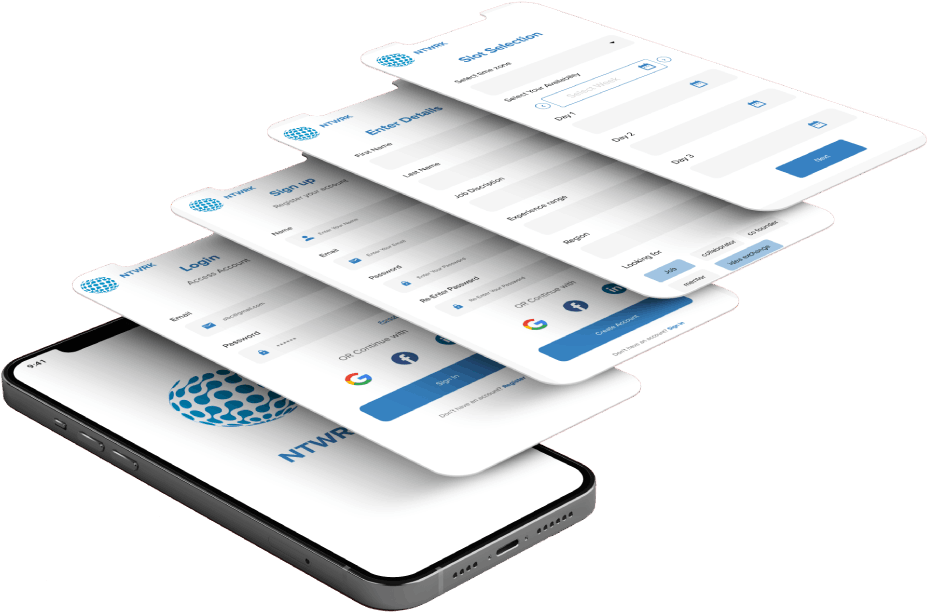 NTWRK
Slot Selection
Select time zone
Select Your Availability
Select Week
Day 1
Day 2
Day 3
Next
NTWRK
Enter Details
First Name
Last Name
Job Discription
Experience range
Region
Looking for
Job
collaborator
co founder
mentor
idea exchange
NTWRK
Sign up
Register your account
Name
Enter Your Name
Email
Enter Your Email
Password
Enter Your Password
Re-Enter Password
Re-Enter Your Password
OR Continue with
Create Account
Don't have an account? Sign in
NTWRK
Login
Access Account
Email
abc@gmail.com
Password
OR Continue with
Sign in
Don't have an account? Register
9:41
NTWRK